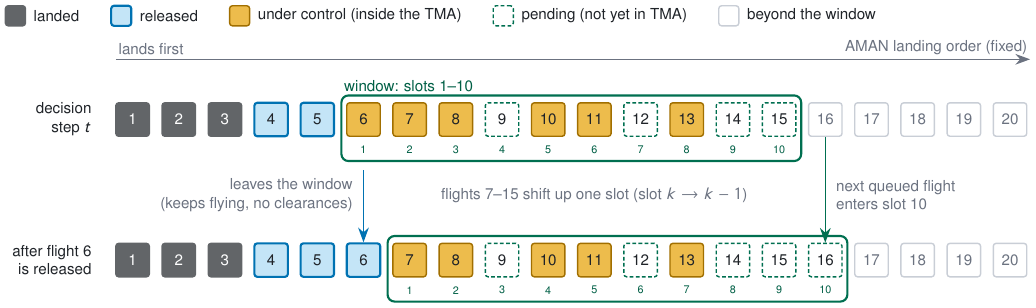 landed released under control (inside the TMA) pending (not yet in TMA) beyond the window
lands first AMAN landing order (fixed)
window: slots 1–10
decision
step t
1 2 3 4 5 6 7 8 9 10 11 12 13 14 15 16 17 18 19 20
1 2 3 4 5 6 7 8 9 10
leaves the window
(keeps flying, no clearances)
flights 7–15 shift up one slot (slot k → k − 1)
next queued flight
enters slot 10
after flight 6
is released
1 2 3 4 5 6 7 8 9 10 11 12 13 14 15 16 17 18 19 20
1 2 3 4 5 6 7 8 9 10